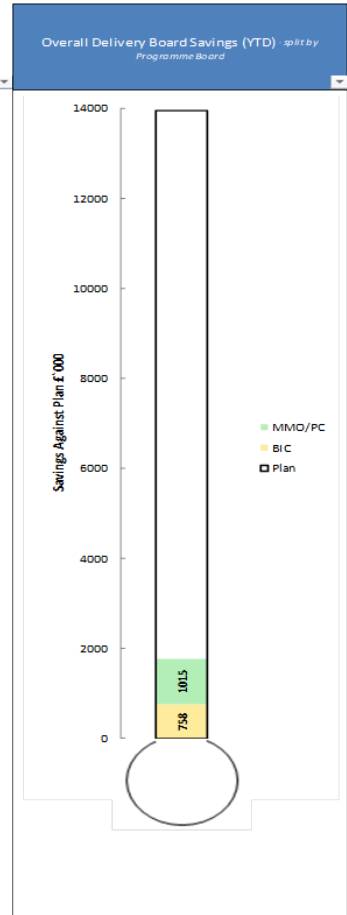 Overall Delivery Board Savings (YTD) - split by
Programme Board
14000
12000
10000
8000
6000
4000
2000
0
Savings Against Plan £'000
MMO/PC
BIC
Plan
1015
758